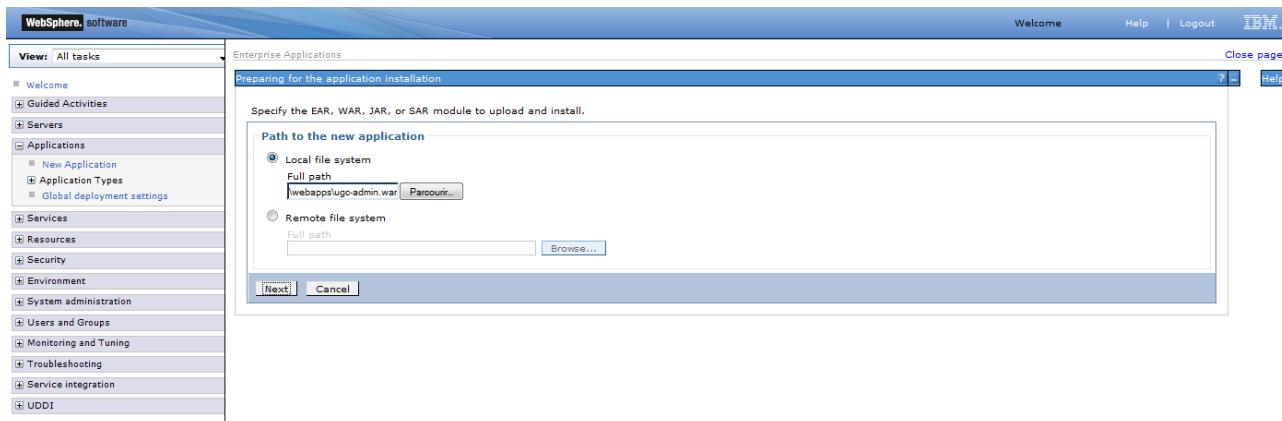 WebSphere. software
Welcome Help | Logout IBM.
View: All tasks
Enterprise Applications Close page
Welcome
Guided Activities
Servers
Applications
New Application
Application Types
Global deployment settings
Services
Resources
Security
Environment
System administration
Users and Groups
Monitoring and Tuning
Troubleshooting
Service integration
UDDI
Preparing for the application installation ? - Help
Specify the EAR, WAR, JAR, or SAR module to upload and install.
Path to the new application
Local file system
Full path
\webapps\ugc-admin.war Parcourir...
Remote file system
Full path
Browse...
Next Cancel